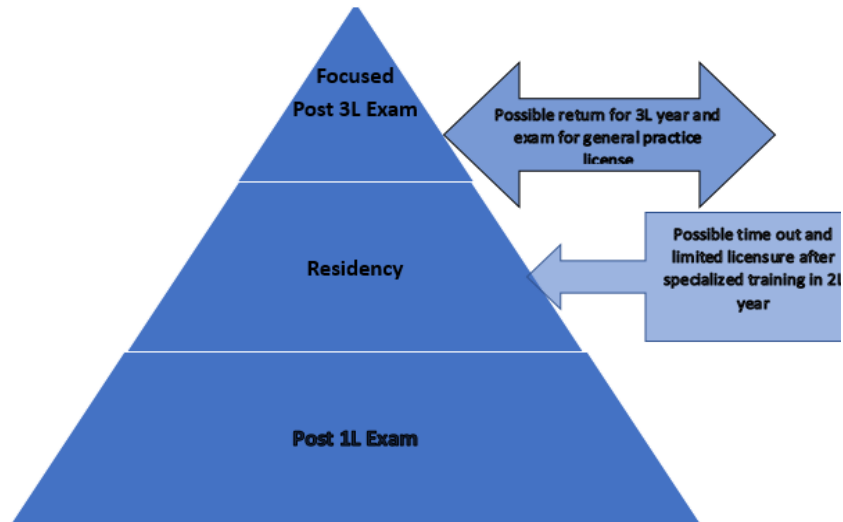 Focused
Post 3L Exam
Possible return for 3L year and
exam for general practice
license
Possible time out and
limited licensure after
specialized training in 2L
year
Residency
Post 1L Exam